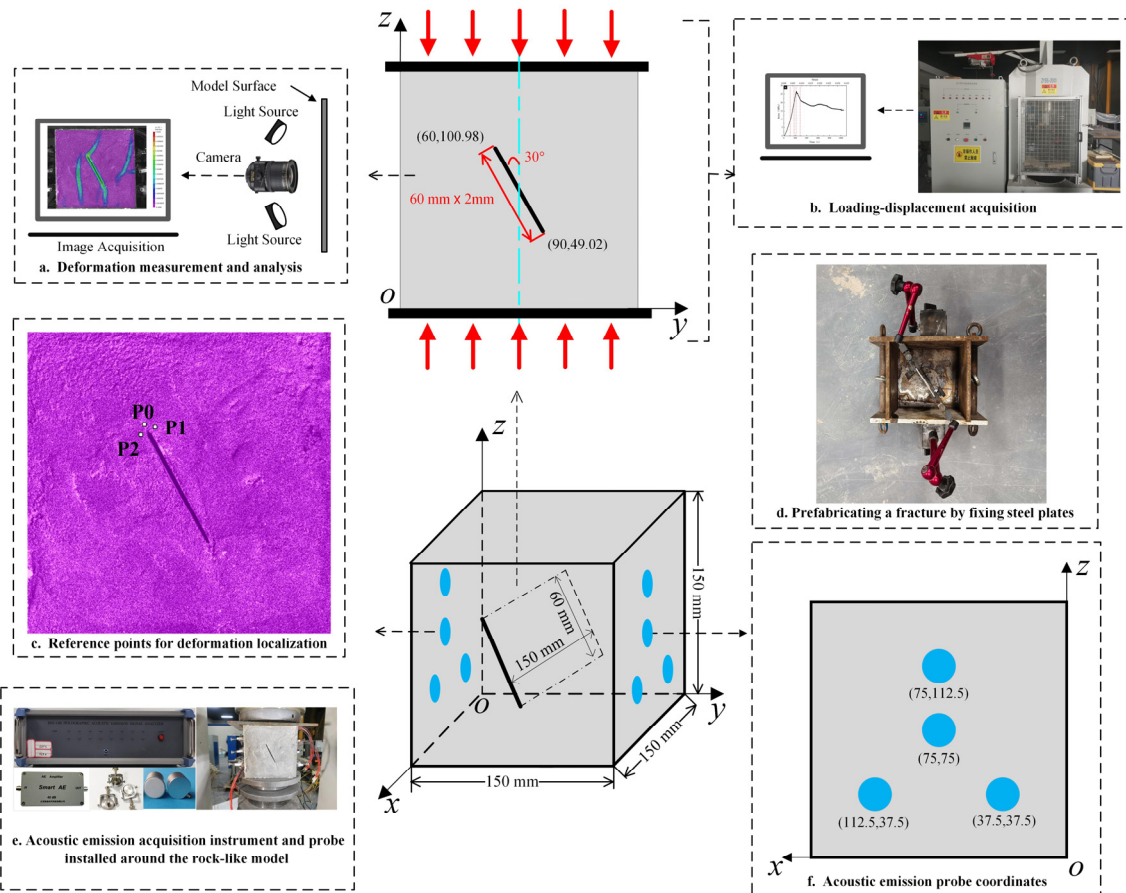 Model Surface
Light Source
Camera
Light Source
Image Acquisition
a. Deformation measurement and analysis
z
(60,100.98)
30°
60 mm x 2mm
(90,49.02)
o
y
b. Loading-displacement acquisition
P0
P1
P2
c. Reference points for deformation localization
d. Prefabricating a fracture by fixing steel plates
z
60 mm
150 mm
150 mm
o
y
150 mm
150 mm
x
Smart AE
e. Acoustic emission acquisition instrument and probe
installed around the rock-like model
z
(75,112.5)
(75,75)
(112.5,37.5)
(37.5,37.5)
x
o
f. Acoustic emission probe coordinates